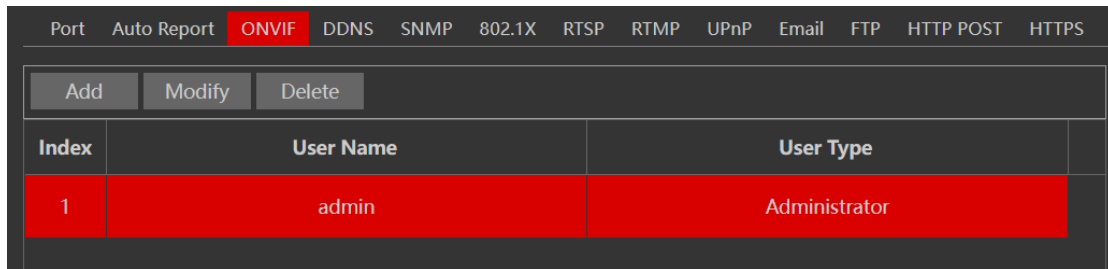 Port Auto Report ONVIF DDNS SNMP 802.1X RTSP RTMP UPnP Email FTP HTTP POST HTTPS
Add Modify Delete
Index User Name User Type
1 admin Administrator